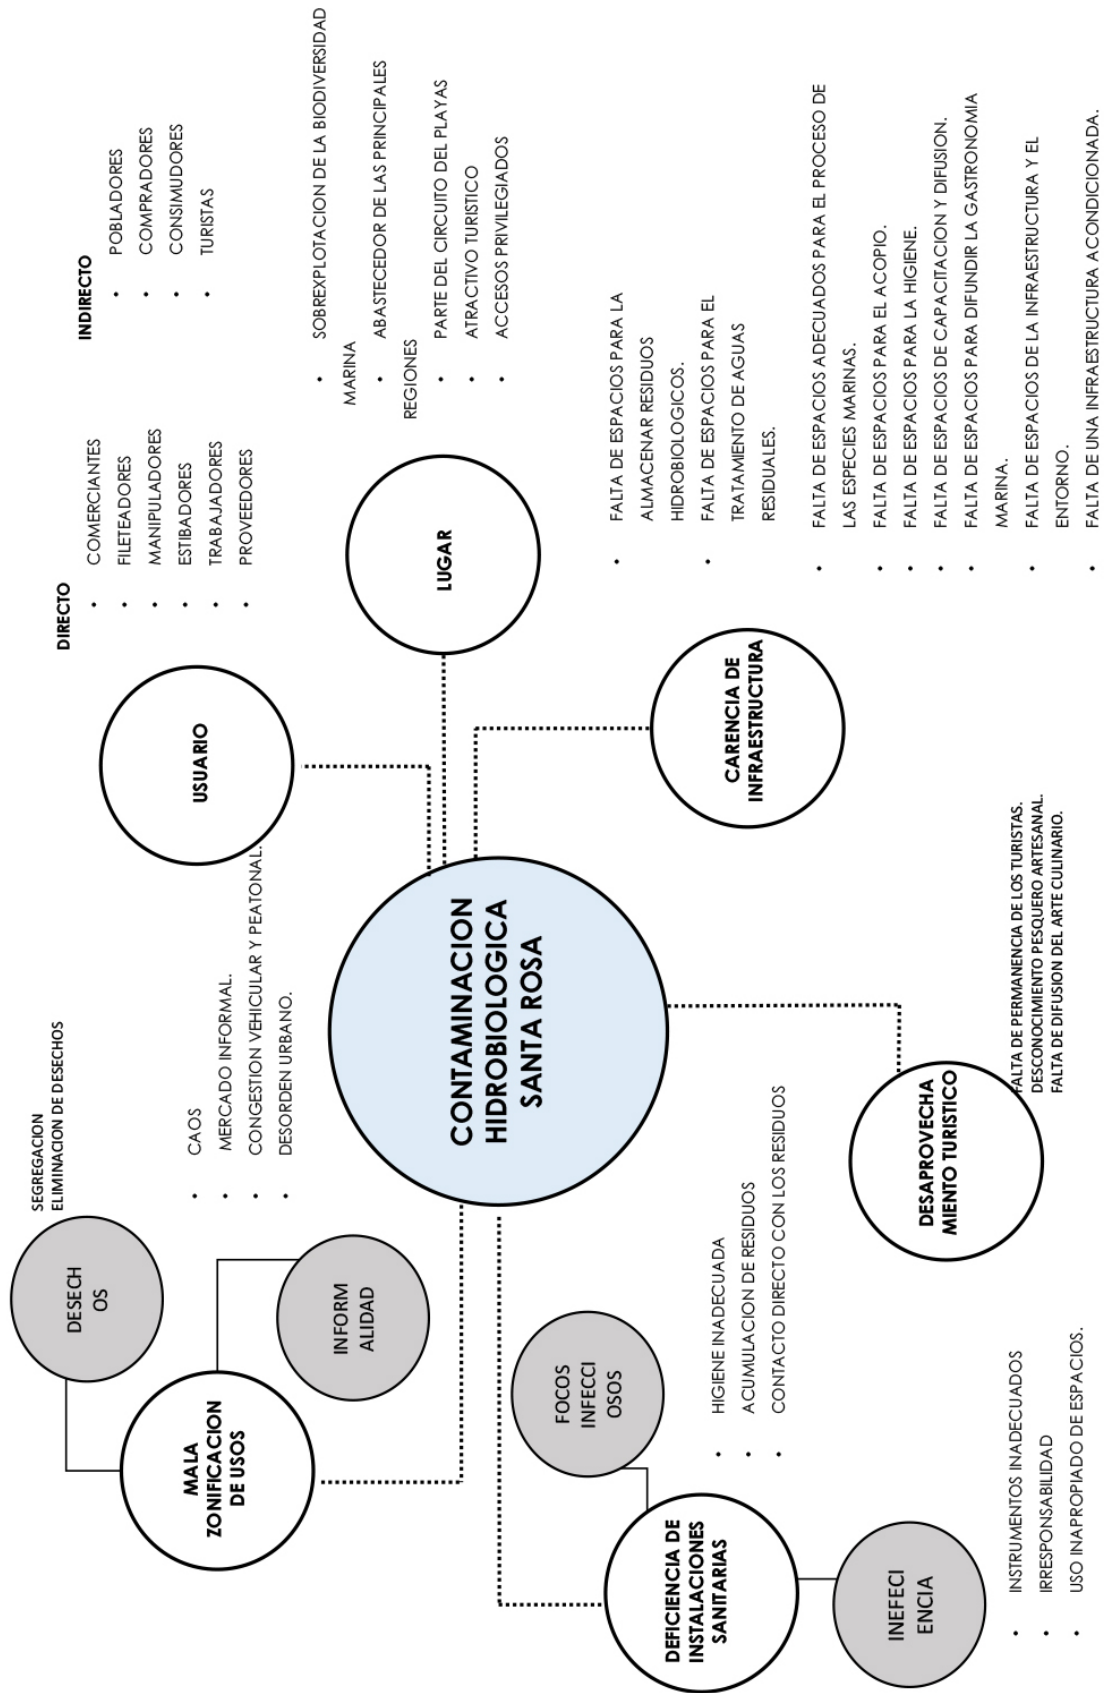 SEGREGACION
ELIMINACION DE DESECHOS
DESECH
OS
MALA
ZONIFICACION
DE USOS
INFORM
ALIDAD
• CAOS
• MERCADO INFORMAL.
• CONGESTION VEHICULAR Y PEATONAL.
• DESORDEN URBANO.
USUARIO
DIRECTO
• COMERCIANTES
• FILETEADORES
• MANIPULADORES
• ESTIBADORES
• TRABAJADORES
• PROVEEDORES
INDIRECTO
• POBLADORES
• COMPRADORES
• CONSIMUDORES
• TURISTAS
CONTAMINACION
HIDROBIOLOGICA
SANTA ROSA
LUGAR
• SOBREXPLOTACION DE LA BIODIVERSIDAD
MARINA
• ABASTECEDOR DE LAS PRINCIPALES
REGIONES
• PARTE DEL CIRCUITO DEL PLAYAS
• ATRACTIVO TURISTICO
• ACCESOS PRIVILEGIADOS
FOCOS
INFECCI
OSOS
DEFICIENCIA DE
INSTALACIONES
SANITARIAS
• HIGIENE INADECUADA
• ACUMULACION DE RESIDUOS
• CONTACTO DIRECTO CON LOS RESIDUOS
INEFECI
ENCIA
• INSTRUMENTOS INADECUADOS
• IRRESPONSABILIDAD
• USO INAPROPIADO DE ESPACIOS.
DESAPROVECHA
MIENTO TURISTICO
FALTA DE PERMANENCIA DE LOS TURISTAS.
DESCONOCIMIENTO PESQUERO ARTESANAL.
FALTA DE DIFUSION DEL ARTE CULINARIO.
CARENCIA DE
INFRAESTRUCTURA
• FALTA DE ESPACIOS PARA LA
ALMACENAR RESIDUOS
HIDROBIOLOGICOS.
• FALTA DE ESPACIOS PARA EL
TRATAMIENTO DE AGUAS
RESIDUALES.
• FALTA DE ESPACIOS ADECUADOS PARA EL PROCESO DE
LAS ESPECIES MARINAS.
• FALTA DE ESPACIOS PARA EL ACOPIO.
• FALTA DE ESPACIOS PARA LA HIGIENE.
• FALTA DE ESPACIOS DE CAPACITACION Y DIFUSION.
• FALTA DE ESPACIOS PARA DIFUNDIR LA GASTRONOMIA
MARINA.
• FALTA DE ESPACIOS DE LA INFRAESTRUCTURA Y EL
ENTORNO.
• FALTA DE UNA INFRAESTRUCTURA ACONDICIONADA.